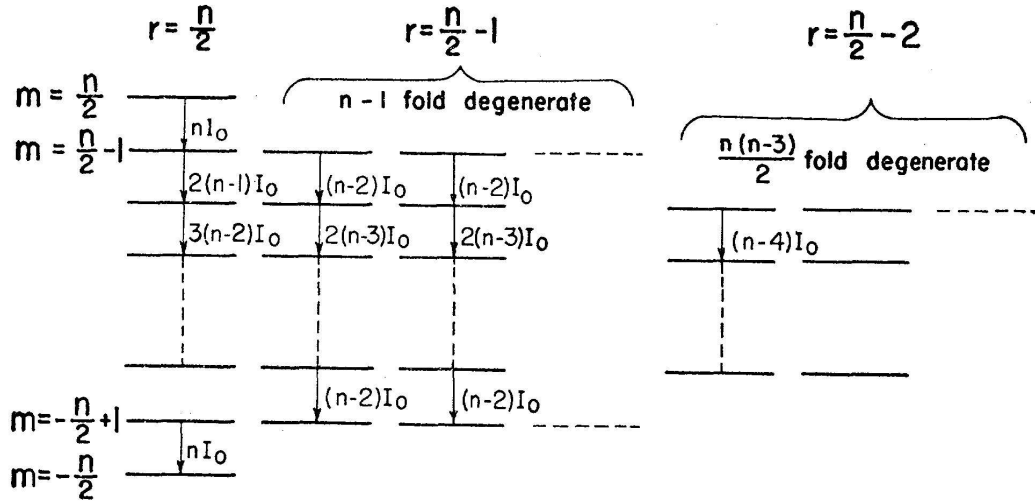 r = n/2
r = n/2 - 1
r = n/2 - 2
n - 1 fold degenerate
m = n/2
nI₀
m = n/2 - 1
n(n-3)/2 fold degenerate
2(n-1)I₀
(n-2)I₀
(n-2)I₀
3(n-2)I₀
2(n-3)I₀
2(n-3)I₀
(n-4)I₀
(n-2)I₀
(n-2)I₀
m = -n/2 + 1
nI₀
m = -n/2